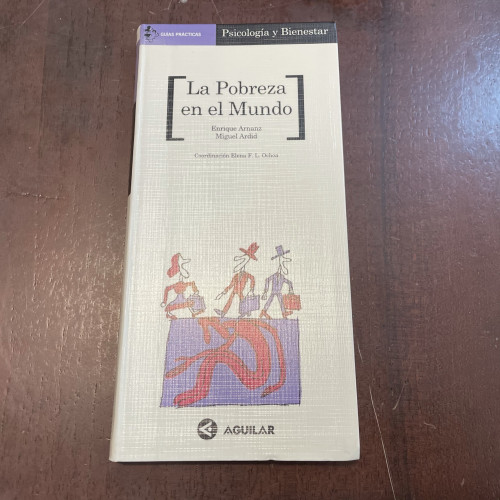 GUÍAS PRÁCTICAS
Psicología y Bienestar
La Pobreza
en el Mundo
Enrique Arnanz
Miguel Ardid
Coordinación Elena F. L. Ochoa
AGUILAR